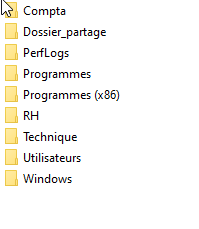 Compta
Dossier_partage
PerfLogs
Programmes
Programmes (x86)
RH
Technique
Utilisateurs
Windows